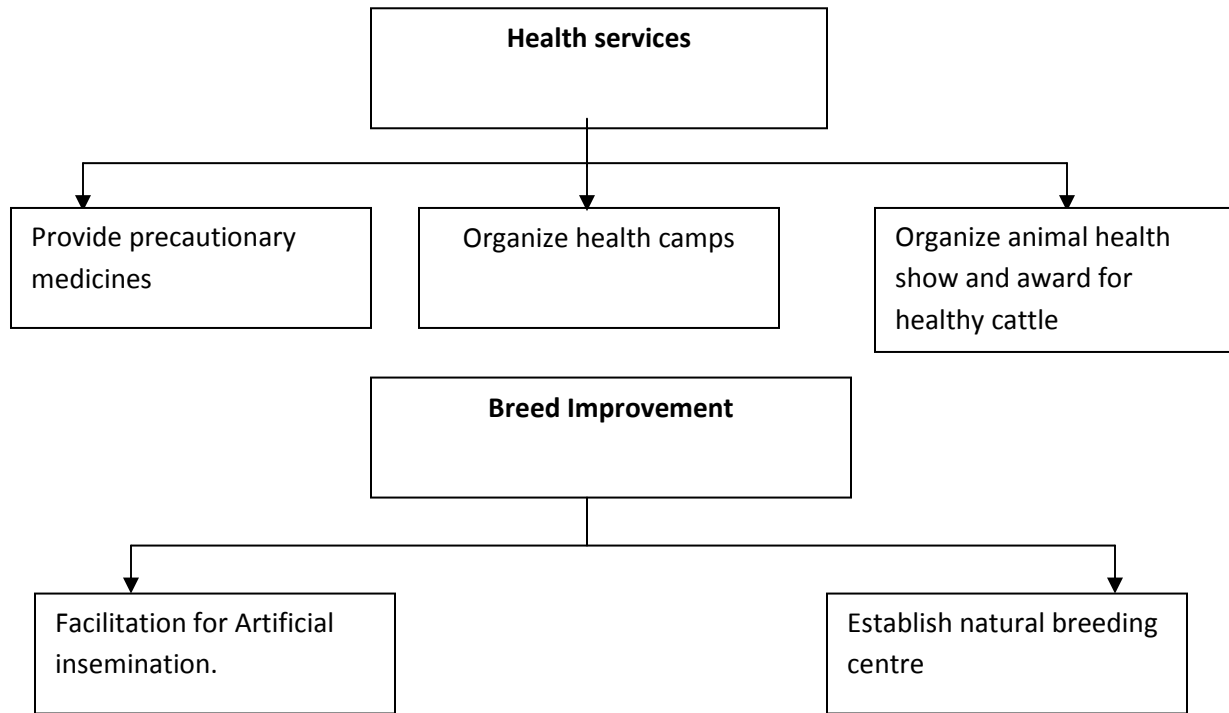 Health services
Provide precautionary
medicines
Organize health camps
Organize animal health
show and award for
healthy cattle
Breed Improvement
Facilitation for Artificial
insemination.
Establish natural breeding
centre